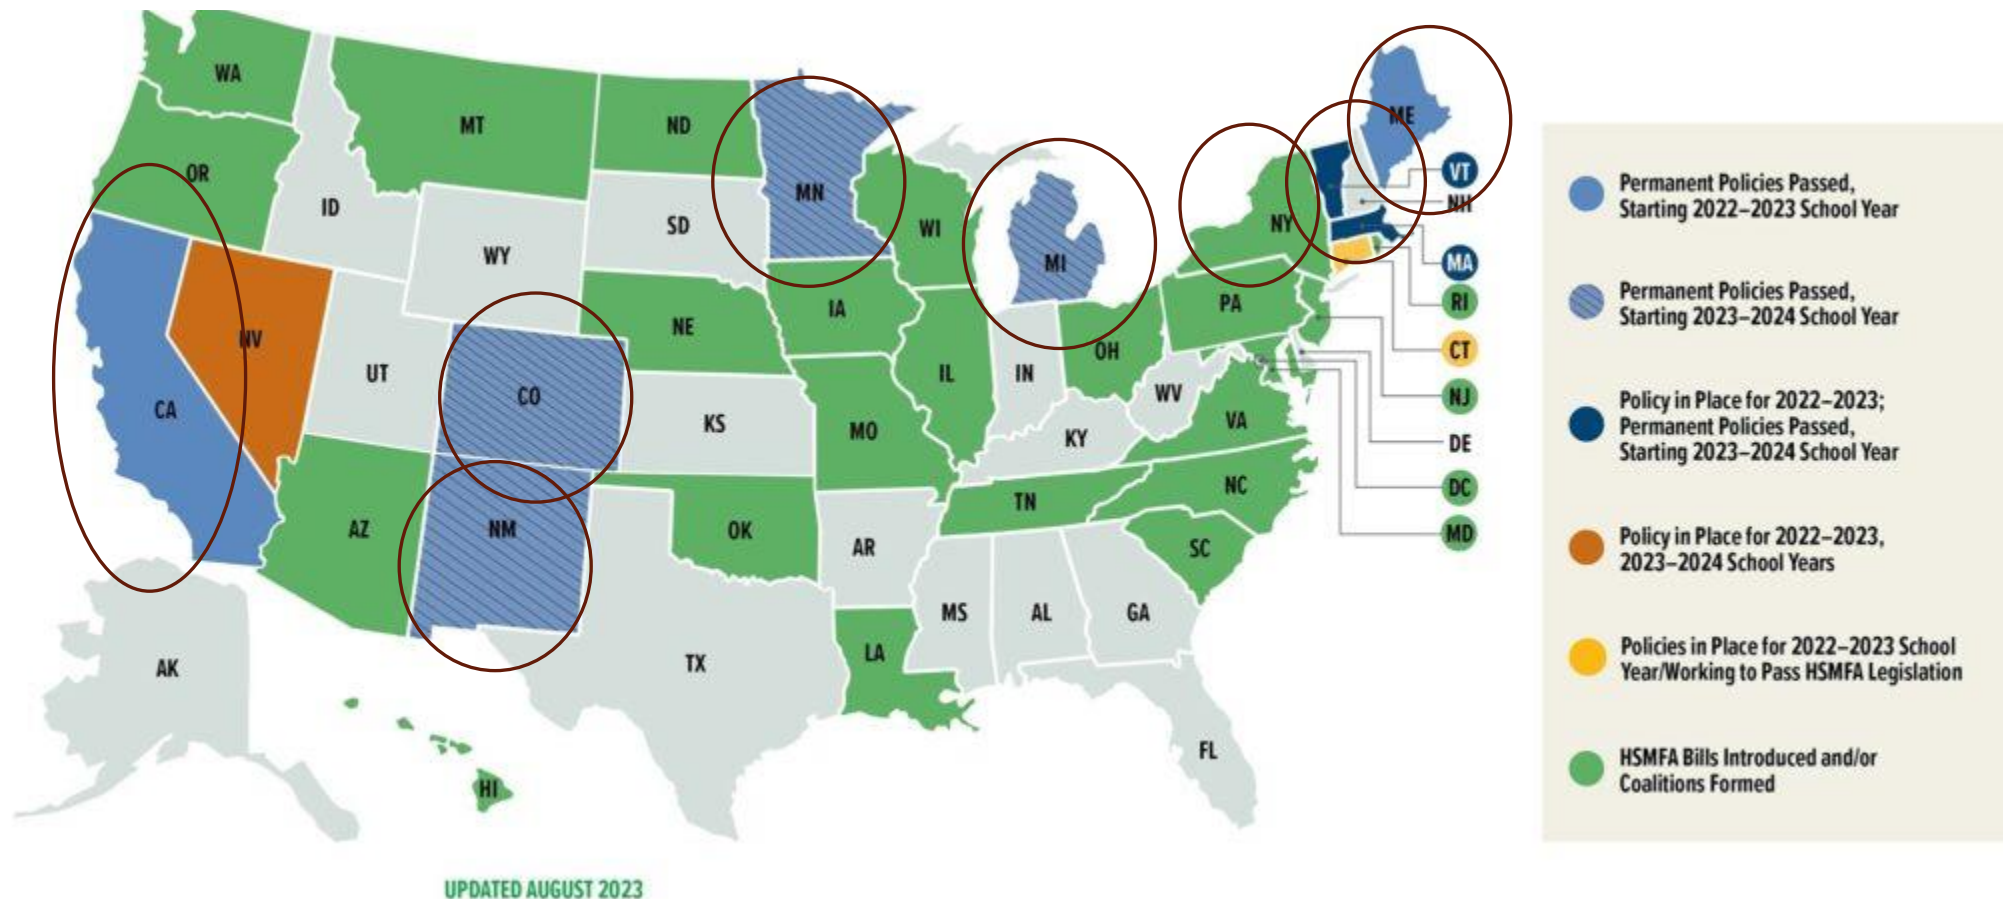 WA
MT
ND
MN
ME
OR
ID
SD
WI
MI
NY
VT
NH
WY
MA
NV
IA
PA
RI
NE
OH
CT
CA
UT
CO
KS
MO
IL
IN
WV
KY
VA
NJ
DE
AZ
NM
OK
AR
TN
NC
DC
SC
MD
MS
AL
GA
AK
TX
LA
FL
HI
Permanent Policies Passed,
Starting 2022–2023 School Year
Permanent Policies Passed,
Starting 2023–2024 School Year
Policy in Place for 2022–2023;
Permanent Policies Passed,
Starting 2023–2024 School Year
Policy in Place for 2022–2023,
2023–2024 School Years
Policies in Place for 2022–2023 School
Year/Working to Pass HSMFA Legislation
HSMFA Bills Introduced and/or
Coalitions Formed
UPDATED AUGUST 2023